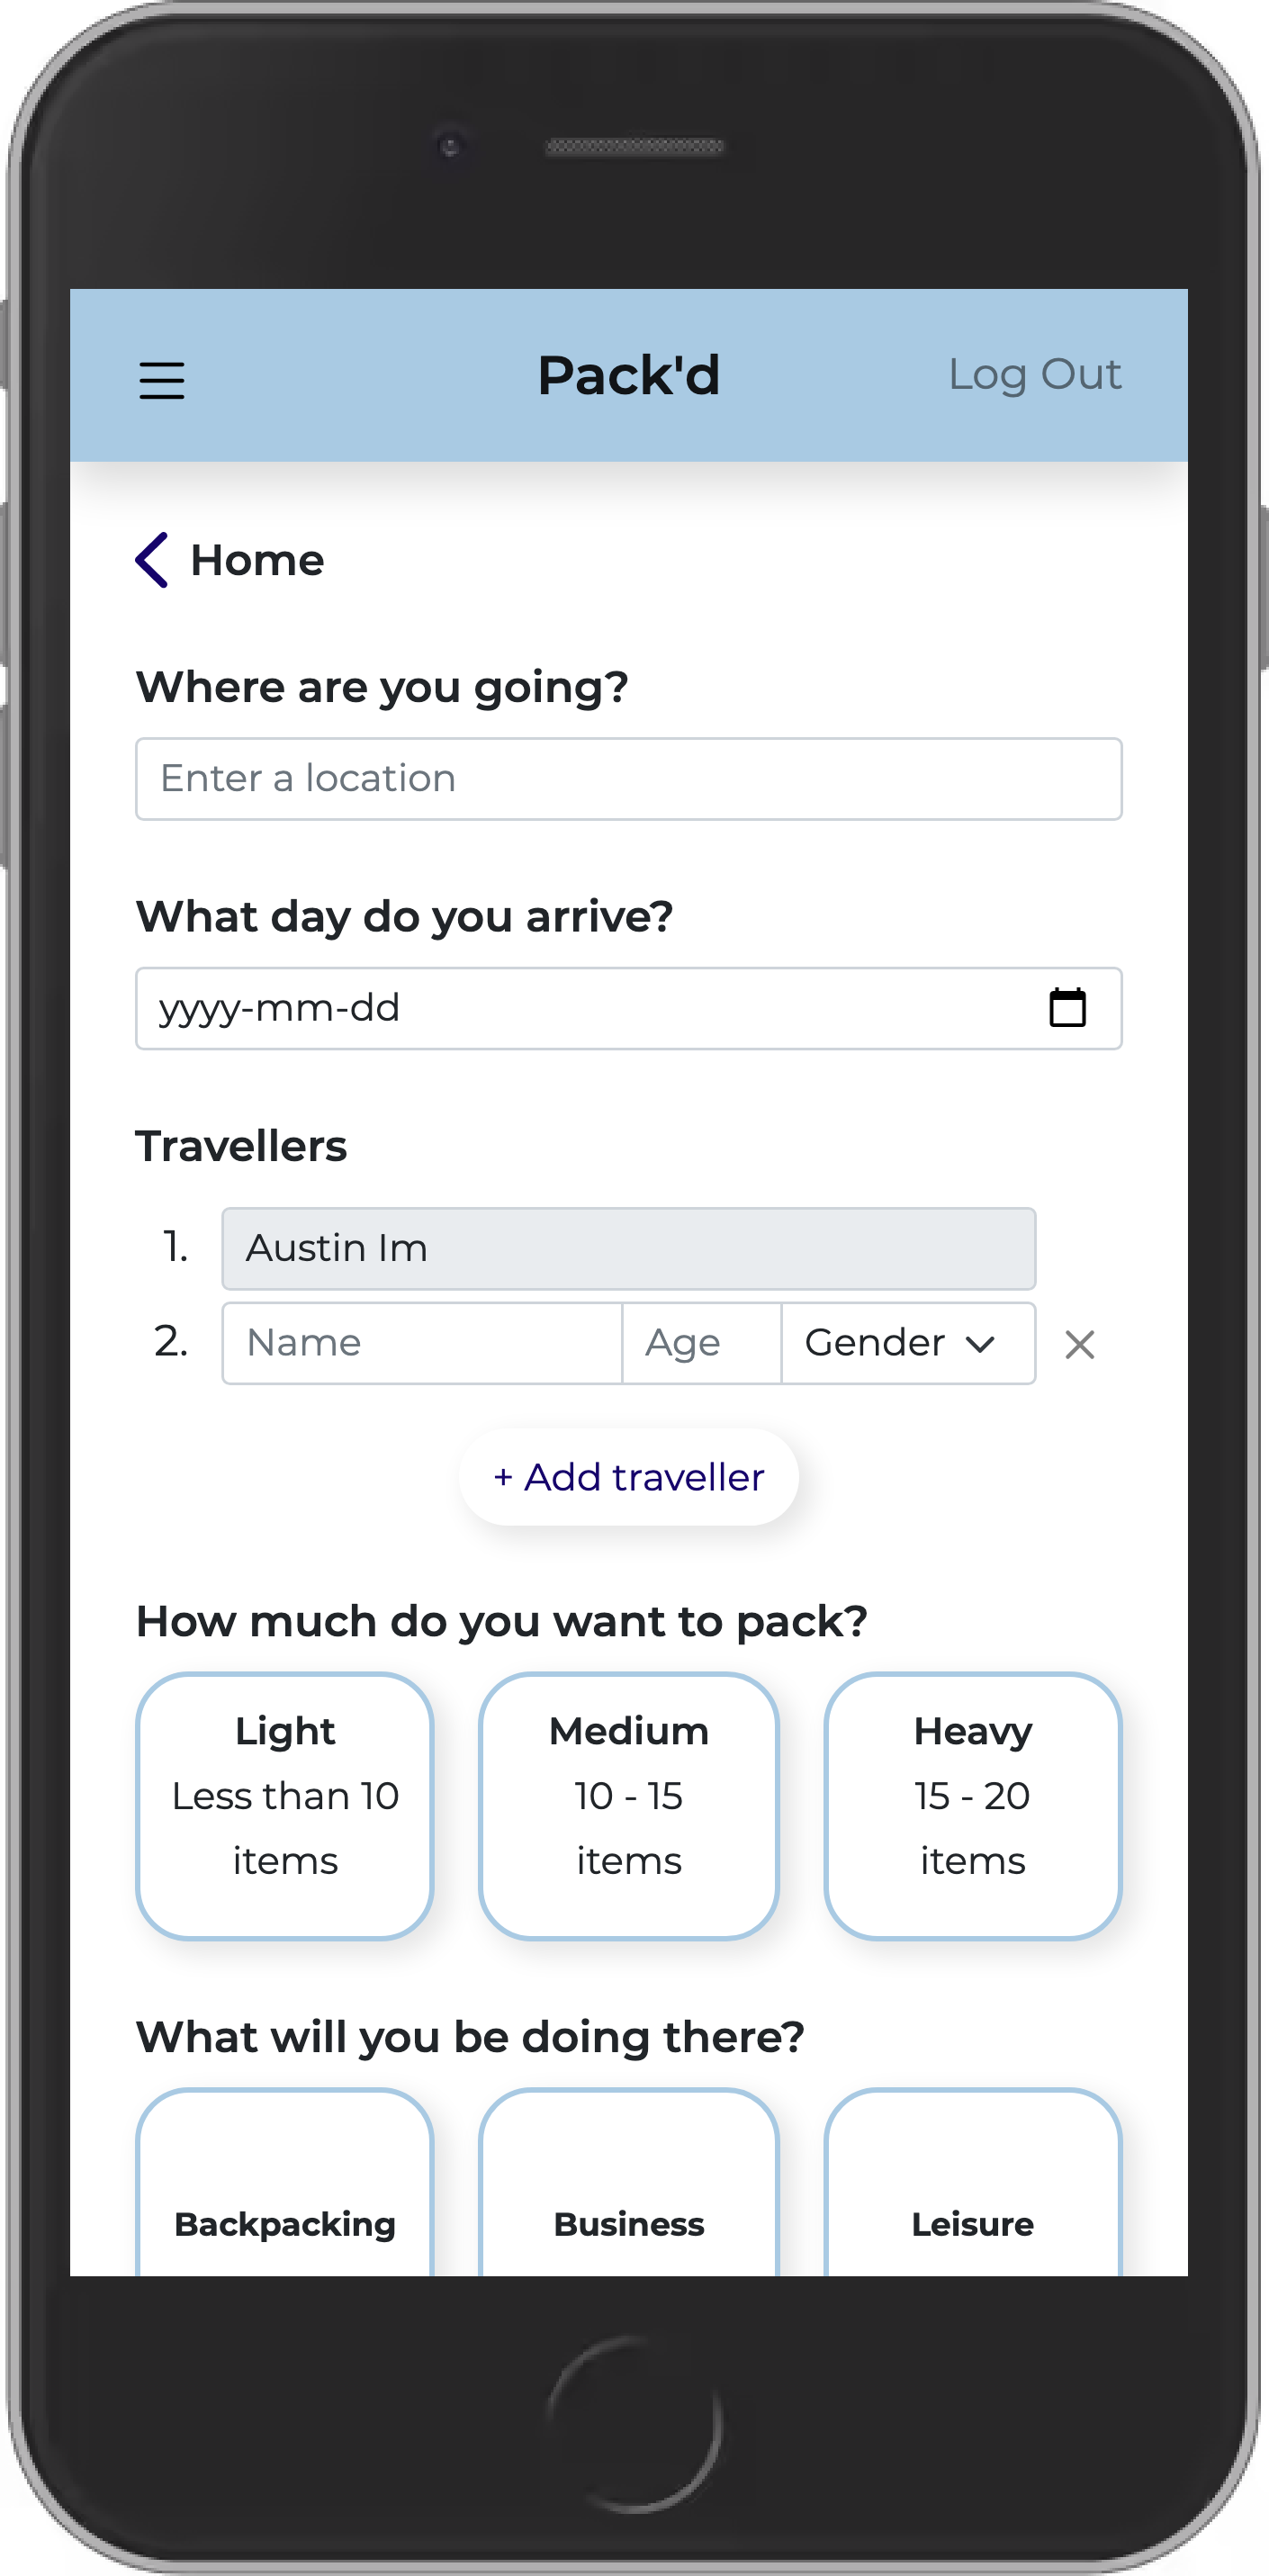 Pack'd
Log Out
Home
Where are you going?
Enter a location
What day do you arrive?
yyyy-mm-dd
Travellers
1. Austin Im
2. Name Age Gender
+ Add traveller
How much do you want to pack?
Light
Less than 10
items
Medium
10 - 15
items
Heavy
15 - 20
items
What will you be doing there?
Backpacking
Business
Leisure